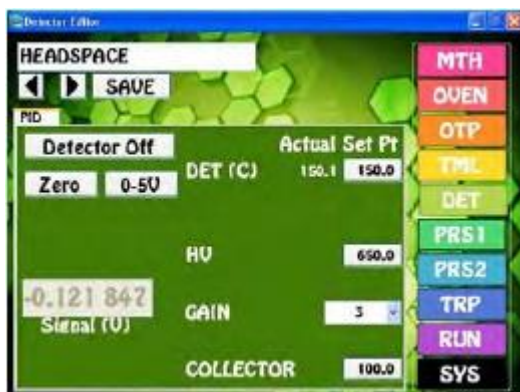 Detector Editor
HEADSPACE
SAVE
PID
Detector Off
Zero
0-5V
Actual Set Pt
DET (C) 150.1 150.0
HV 650.0
-0.121 847
Signal (V)
GAIN 3
COLLECTOR 100.0
MTH
OVEN
OTP
TML
DET
PRS1
PRS2
TRP
RUN
SYS